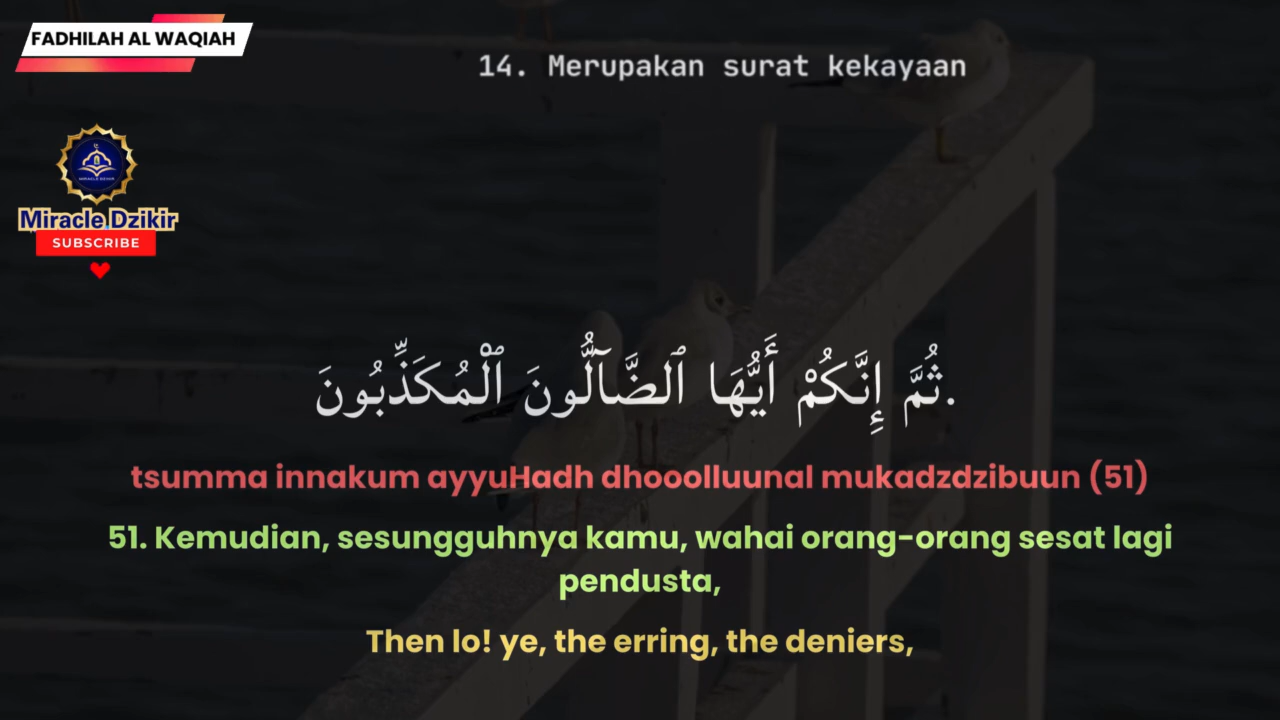 FADHILAH AL WAQIAH
14. Merupakan surat kekayaan
MIRACLE DZIKIR
Miracle Dzikir
SUBSCRIBE
ثُمَّ إِنَّكُمْ أَيُّهَا ٱلضَّآلُّونَ ٱلْمُكَذِّبُونَ.
tsumma innakum ayyuHadh dhooolluunal mukadzdzibuun (51)
51. Kemudian, sesungguhnya kamu, wahai orang-orang sesat lagi
pendusta,
Then lo! ye, the erring, the deniers,